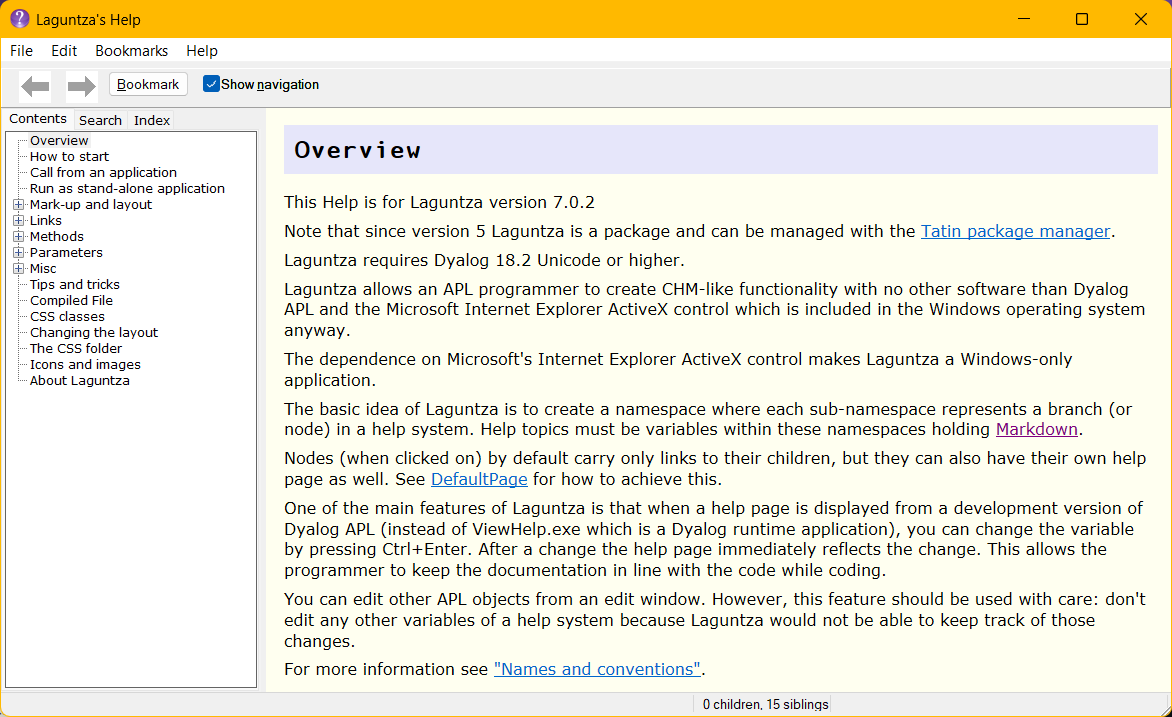 Laguntza's Help
File Edit Bookmarks Help
Bookmark Show navigation
Contents Search Index
Overview
How to start
Call from an application
Run as stand-alone application
Mark-up and layout
Links
Methods
Parameters
Misc
Tips and tricks
Compiled File
CSS classes
Changing the layout
The CSS folder
Icons and images
About Laguntza
Overview
This Help is for Laguntza version 7.0.2
Note that since version 5 Laguntza is a package and can be managed with the Tatin package manager.
Laguntza requires Dyalog 18.2 Unicode or higher.
Laguntza allows an APL programmer to create CHM-like functionality with no other software than Dyalog
APL and the Microsoft Internet Explorer ActiveX control which is included in the Windows operating system
anyway.
The dependence on Microsoft's Internet Explorer ActiveX control makes Laguntza a Windows-only
application.
The basic idea of Laguntza is to create a namespace where each sub-namespace represents a branch (or
node) in a help system. Help topics must be variables within these namespaces holding Markdown.
Nodes (when clicked on) by default carry only links to their children, but they can also have their own help
page as well. See DefaultPage for how to achieve this.
One of the main features of Laguntza is that when a help page is displayed from a development version of
Dyalog APL (instead of ViewHelp.exe which is a Dyalog runtime application), you can change the variable
by pressing Ctrl+Enter. After a change the help page immediately reflects the change. This allows the
programmer to keep the documentation in line with the code while coding.
You can edit other APL objects from an edit window. However, this feature should be used with care: don't
edit any other variables of a help system because Laguntza would not be able to keep track of those
changes.
For more information see "Names and conventions".
0 children, 15 siblings